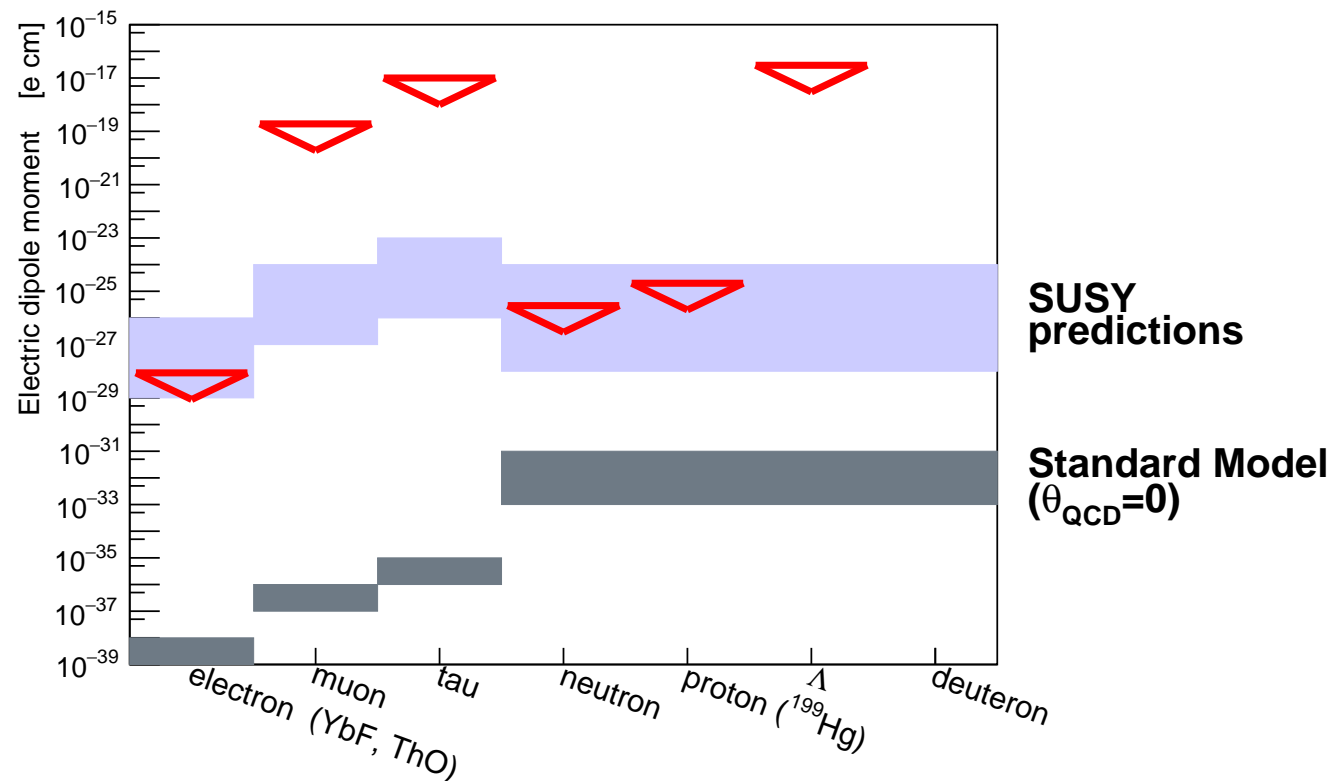 Electric dipole moment [e cm]
10⁻¹⁵
10⁻¹⁷
10⁻¹⁹
10⁻²¹
10⁻²³
10⁻²⁵
10⁻²⁷
10⁻²⁹
10⁻³¹
10⁻³³
10⁻³⁵
10⁻³⁷
10⁻³⁹
electron (YbF, ThO)
muon
tau
neutron
proton (¹⁹⁹Hg)
Λ
deuteron
SUSY
predictions
Standard Model
(θ_QCD=0)